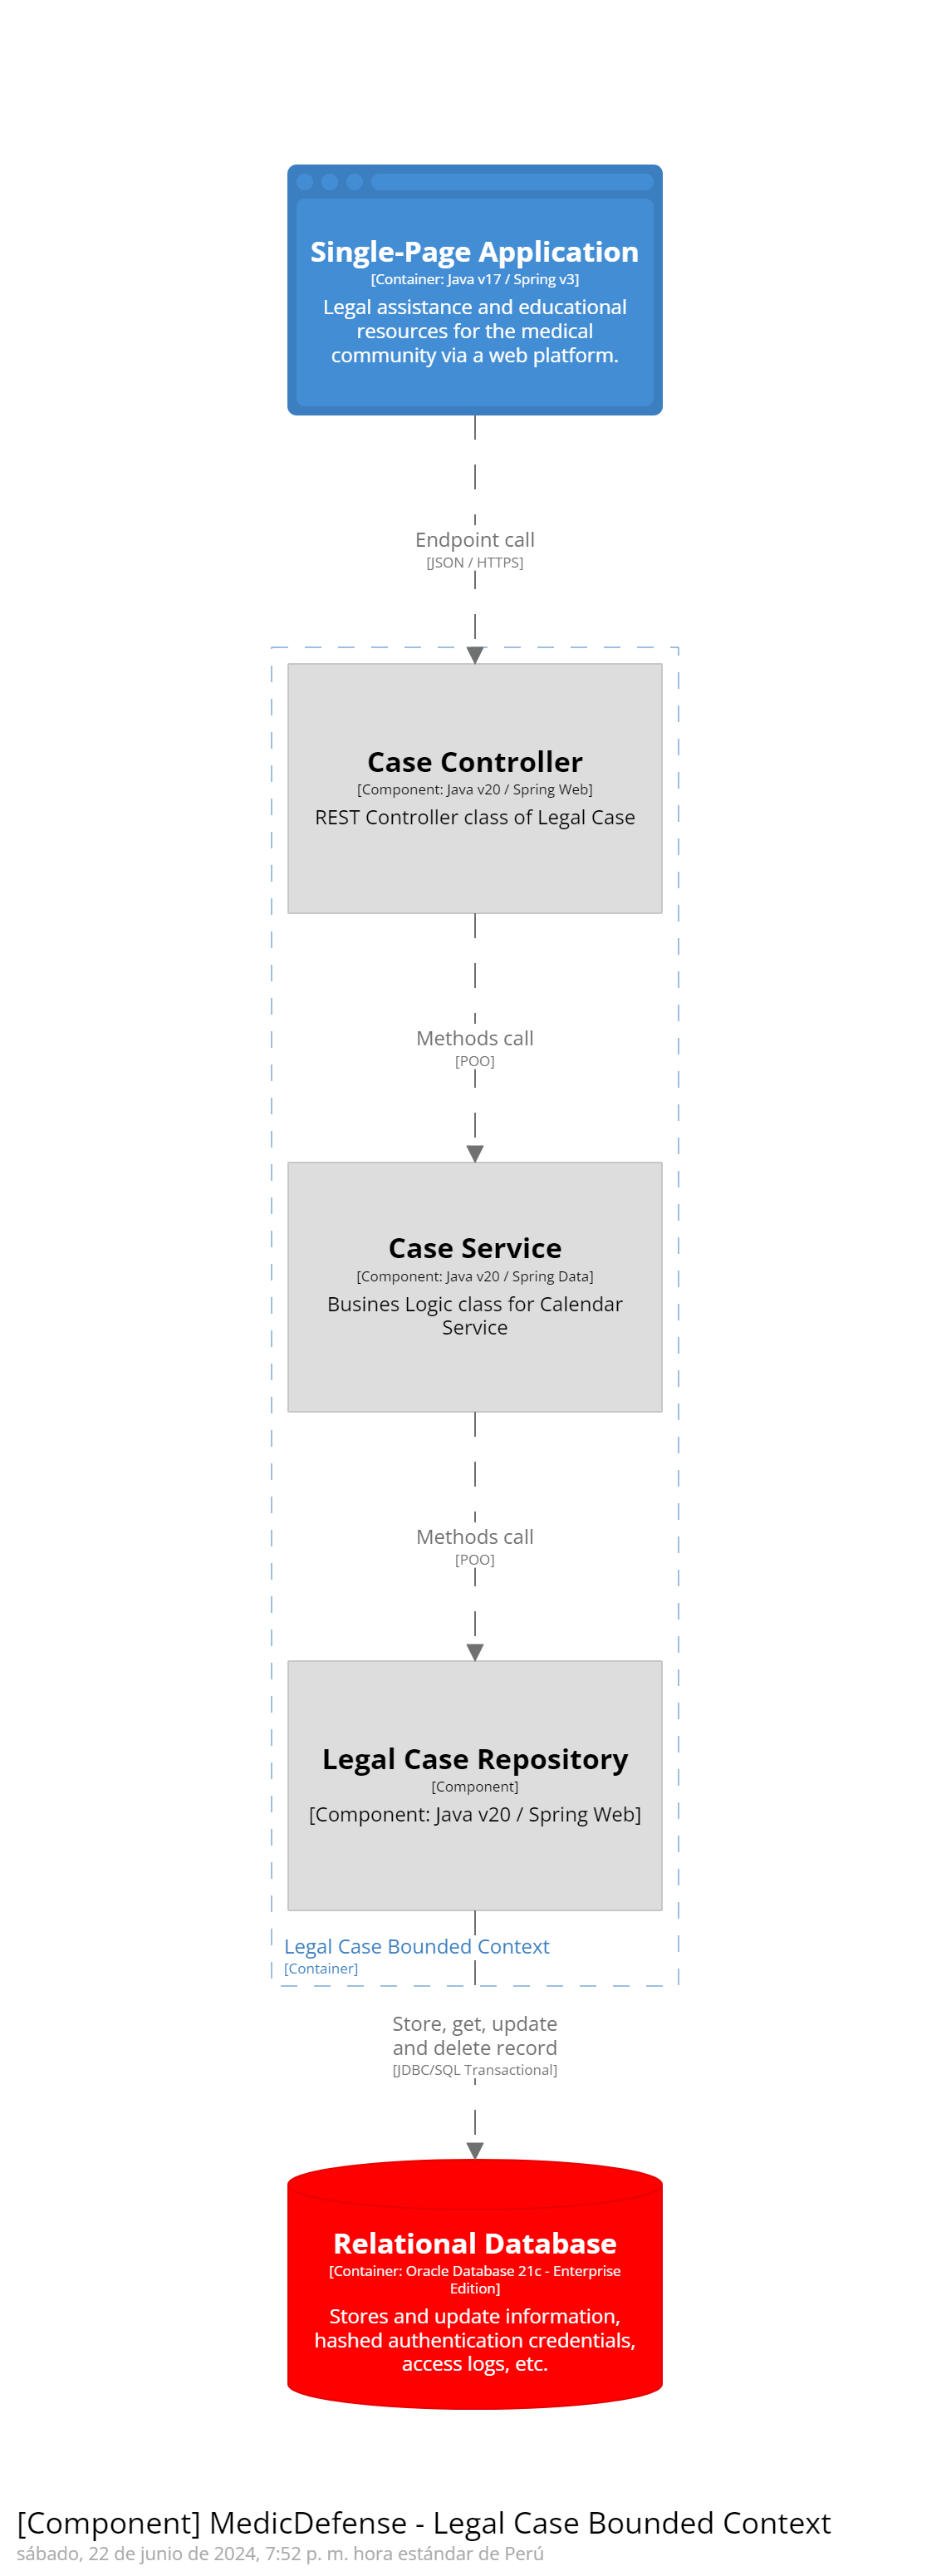 Single-Page Application
[Container: Java v17 / Spring v3]
Legal assistance and educational
resources for the medical
community via a web platform.
Endpoint call
[JSON / HTTPS]
Case Controller
[Component: Java v20 / Spring Web]
REST Controller class of Legal Case
Methods call
[POO]
Case Service
[Component: Java v20 / Spring Data]
Busines Logic class for Calendar
Service
Methods call
[POO]
Legal Case Repository
[Component]
[Component: Java v20 / Spring Web]
Legal Case Bounded Context
[Container]
Store, get, update
and delete record
[JDBC/SQL Transactional]
Relational Database
[Container: Oracle Database 21c - Enterprise
Edition]
Stores and update information,
hashed authentication credentials,
access logs, etc.
[Component] MedicDefense - Legal Case Bounded Context
sábado, 22 de junio de 2024, 7:52 p. m. hora estándar de Perú